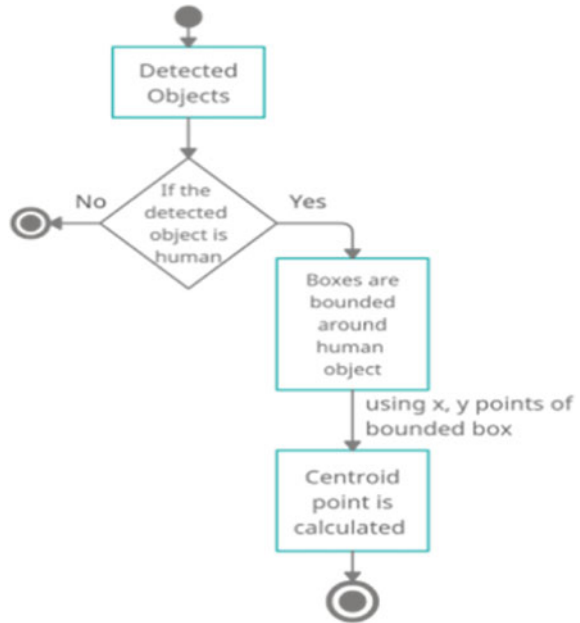 Detected
Objects
If the
detected
object is
human
No
Yes
Boxes are
bounded
around
human
object
using x, y points of
bounded box
Centroid
point is
calculated